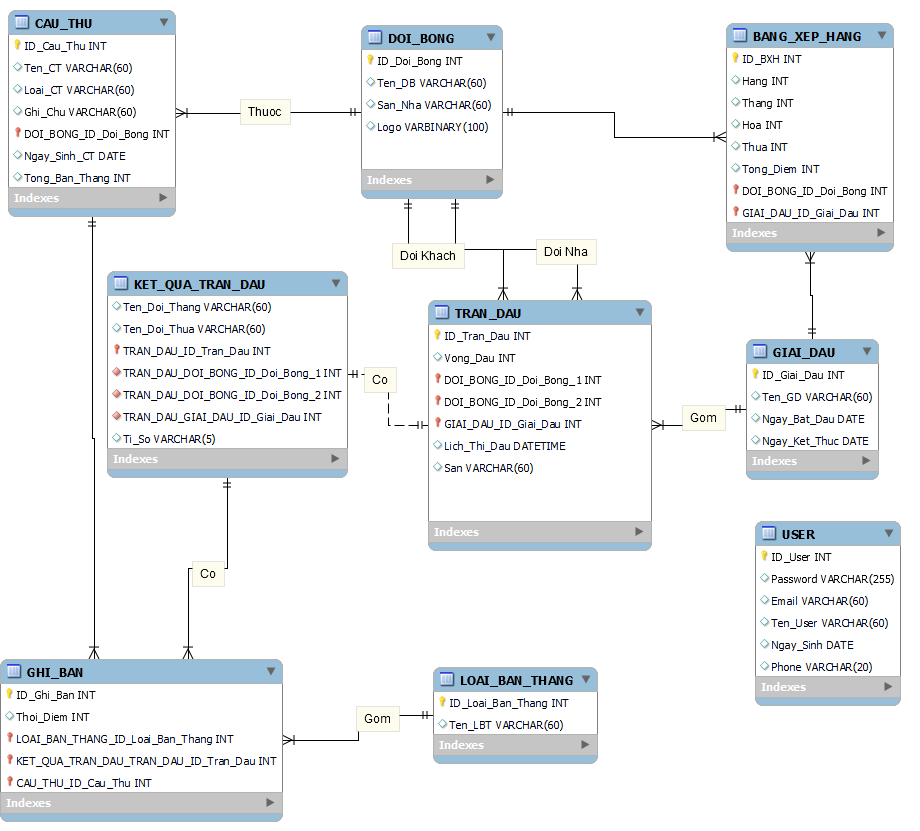 CAU_THU
ID_Cau_Thu INT
Ten_CT VARCHAR(60)
Loai_CT VARCHAR(60)
Ghi_Chu VARCHAR(60)
DOI_BONG_ID_Doi_Bong INT
Ngay_Sinh_CT DATE
Tong_Ban_Thang INT
Indexes
Thuoc
DOI_BONG
ID_Doi_Bong INT
Ten_DB VARCHAR(60)
San_Nha VARCHAR(60)
Logo VARBINARY(100)
Indexes
BANG_XEP_HANG
ID_BXH INT
Hang INT
Thang INT
Hoa INT
Thua INT
Tong_Diem INT
DOI_BONG_ID_Doi_Bong INT
GIAI_DAU_ID_Giai_Dau INT
Indexes
Doi Khach
Doi Nha
KET_QUA_TRAN_DAU
Ten_Doi_Thang VARCHAR(60)
Ten_Doi_Thua VARCHAR(60)
TRAN_DAU_ID_Tran_Dau INT
TRAN_DAU_DOI_BONG_ID_Doi_Bong_1 INT
TRAN_DAU_DOI_BONG_ID_Doi_Bong_2 INT
TRAN_DAU_GIAI_DAU_ID_Giai_Dau INT
Ti_So VARCHAR(5)
Indexes
Co
TRAN_DAU
ID_Tran_Dau INT
Vong_Dau INT
DOI_BONG_ID_Doi_Bong_1 INT
DOI_BONG_ID_Doi_Bong_2 INT
GIAI_DAU_ID_Giai_Dau INT
Lich_Thi_Dau DATETIME
San VARCHAR(60)
Indexes
Gom
GIAI_DAU
ID_Giai_Dau INT
Ten_GD VARCHAR(60)
Ngay_Bat_Dau DATE
Ngay_Ket_Thuc DATE
Indexes
USER
ID_User INT
Password VARCHAR(255)
Email VARCHAR(60)
Ten_User VARCHAR(60)
Ngay_Sinh DATE
Phone VARCHAR(20)
Indexes
Co
GHI_BAN
ID_Ghi_Ban INT
Thoi_Diem INT
LOAI_BAN_THANG_ID_Loai_Ban_Thang INT
KET_QUA_TRAN_DAU_TRAN_DAU_ID_Tran_Dau INT
CAU_THU_ID_Cau_Thu INT
Indexes
Gom
LOAI_BAN_THANG
ID_Loai_Ban_Thang INT
Ten_LBT VARCHAR(60)
Indexes